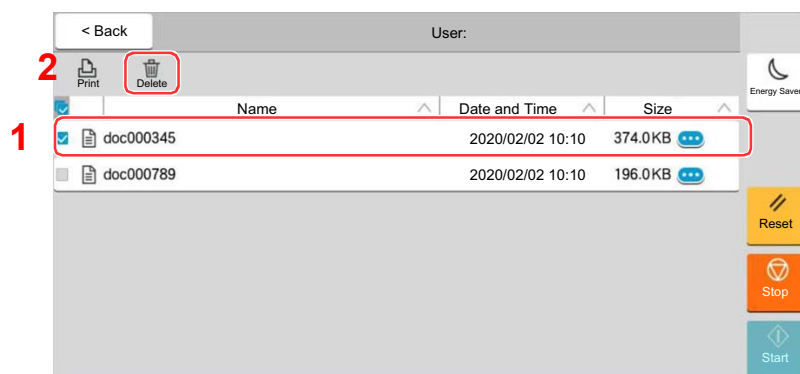 < Back
User:
2
Print
Delete
Energy Saver
Name
Date and Time
Size
1
doc000345
2020/02/02 10:10
374.0KB
doc000789
2020/02/02 10:10
196.0KB
Reset
Stop
Start